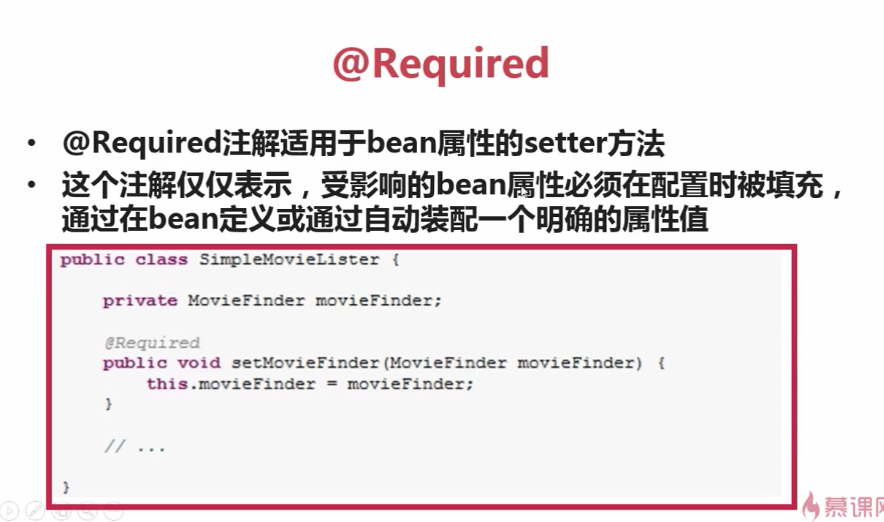 @Required
• @Required注解适用于bean属性的setter方法
• 这个注解仅仅表示，受影响的bean属性必须在配置时被填充，
通过在bean定义或通过自动装配一个明确的属性值
public class SimpleMovieLister {
private MovieFinder movieFinder;
@Required
public void setMovieFinder(MovieFinder movieFinder) {
this.movieFinder = movieFinder;
}
// ...
}
慕课网